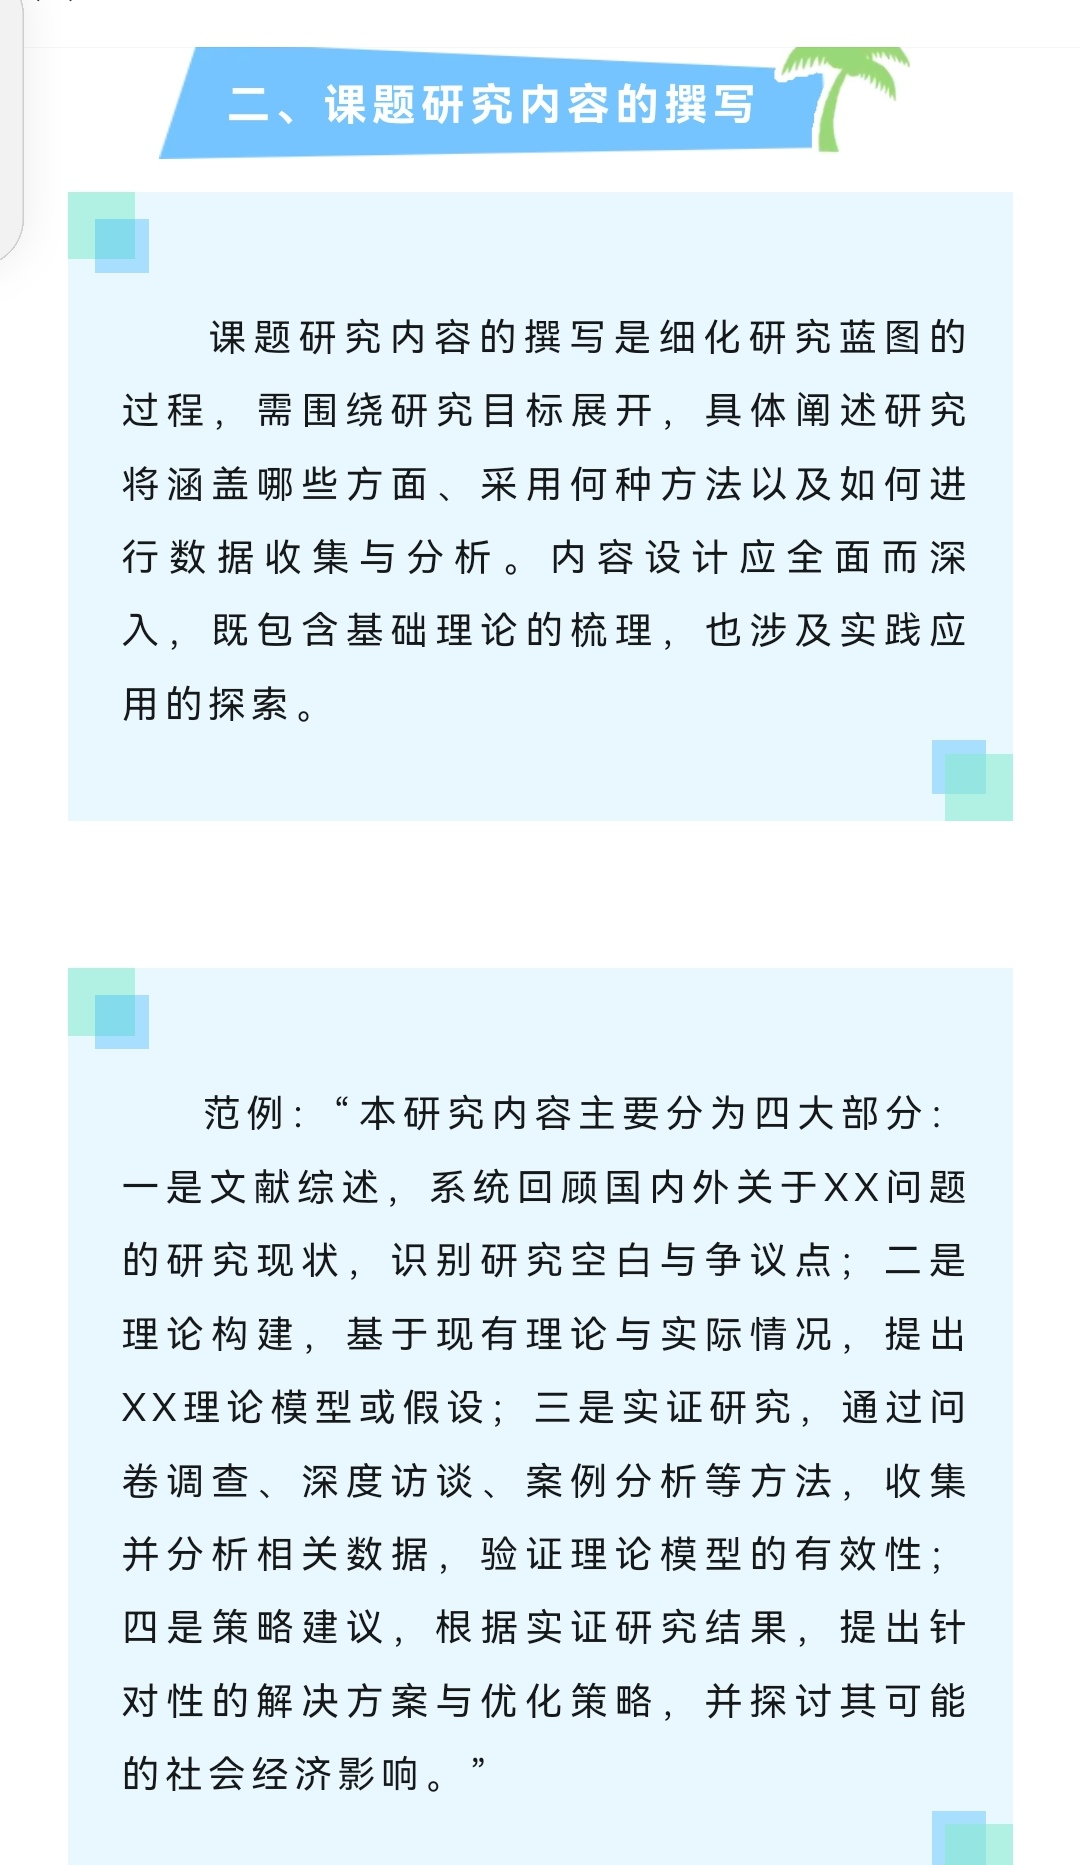 二、课题研究内容的撰写
课题研究内容的撰写是细化研究蓝图的
过程，需围绕研究目标展开，具体阐述研究
将涵盖哪些方面、采用何种方法以及如何进
行数据收集与分析。内容设计应全面而深
入，既包含基础理论的梳理，也涉及实践应
用的探索。
范例：“本研究内容主要分为四大部分：
一是文献综述，系统回顾国内外关于XX问题
的研究现状，识别研究空白与争议点；二是
理论构建，基于现有理论与实际情况，提出
XX理论模型或假设；三是实证研究，通过问
卷调查、深度访谈、案例分析等方法，收集
并分析相关数据，验证理论模型的有效性；
四是策略建议，根据实证研究结果，提出针
对性的解决方案与优化策略，并探讨其可能
的社会经济影响。”